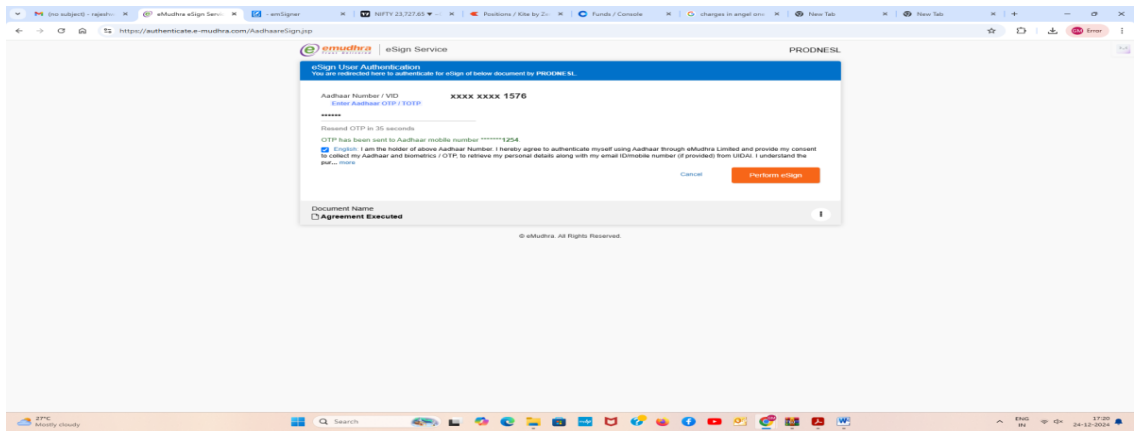 (no subject) - rajeshc
eMudhra eSign Servic
- emSigner
NIFTY 23,727.65 ▼
Positions / Kite by Ze
Funds / Console
charges in angel one
New Tab
New Tab
https://authenticate.e-mudhra.com/AadhaareSign.jsp
Error
emudhra eSign Service PRODNESL
eSign User Authentication
You are redirected here to authenticate for eSign of below document by PRODNESL.
Aadhaar Number / VID xxxx xxxx 1576
Enter Aadhaar OTP / TOTP
••••••
Resend OTP in 35 seconds
OTP has been sent to Aadhaar mobile number *******1254.
English I am the holder of above Aadhaar Number. I hereby agree to authenticate myself using Aadhaar through eMudhra Limited and provide my consent
to collect my Aadhaar and biometrics / OTP, to retrieve my personal details along with my email ID/mobile number (if provided) from UIDAI. I understand the
pur... more
Cancel Perform eSign
Document Name
Agreement Executed
© eMudhra. All Rights Reserved.
27°C
Mostly cloudy
Search
ENG
IN
17:20
24-12-2024